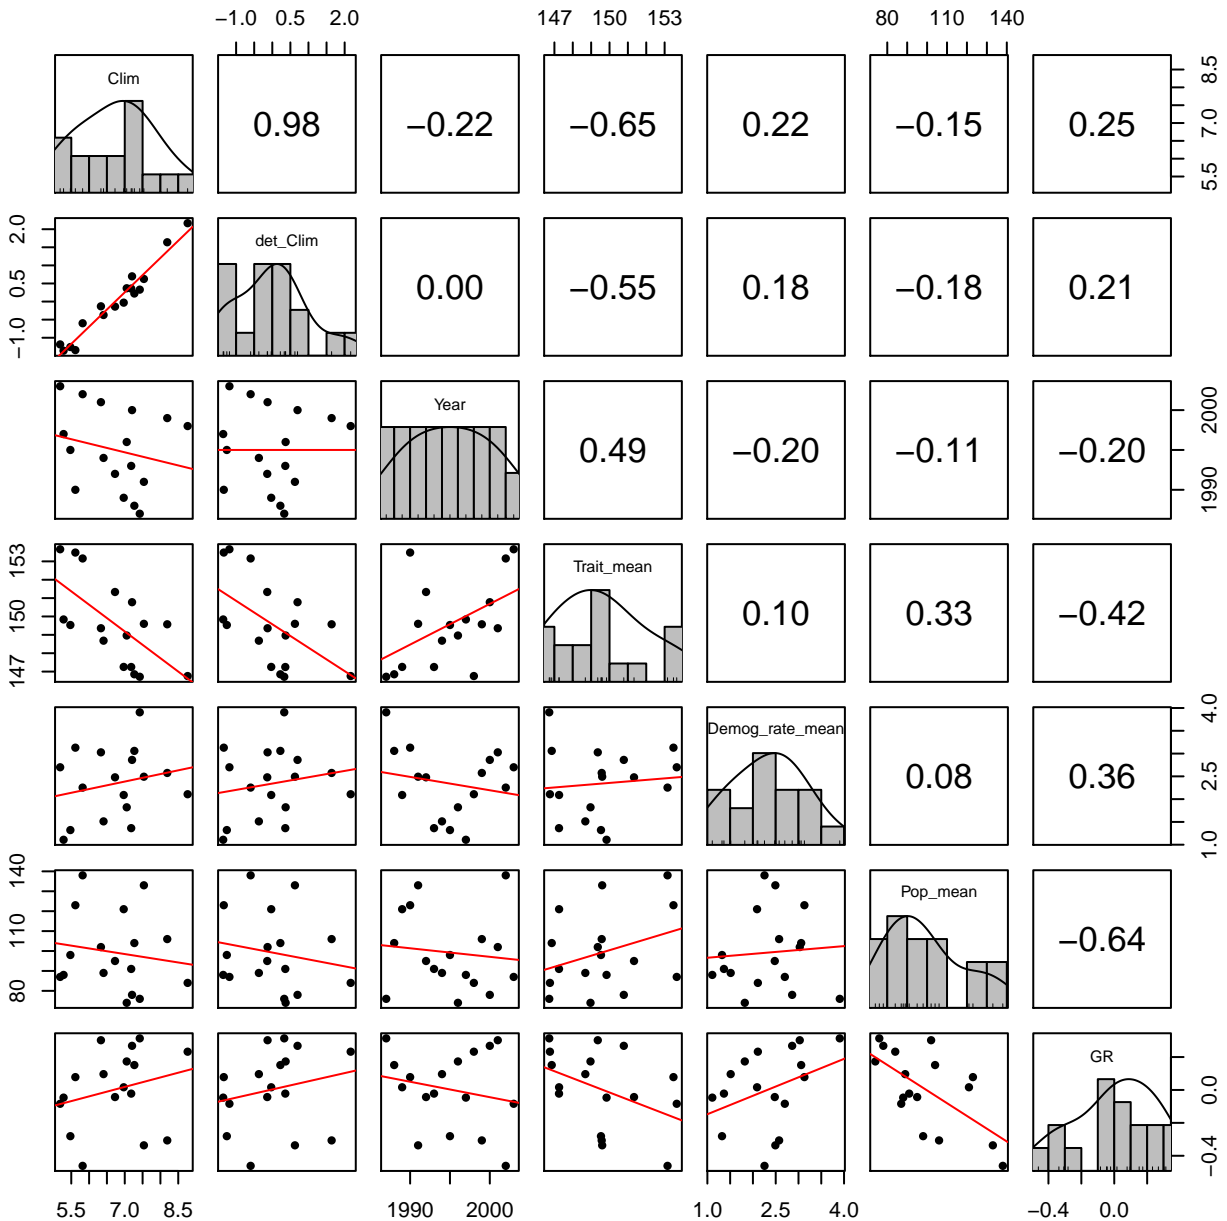 −1.0 0.5 2.0 147 150 153 80 110 140
Clim 0.98 −0.22 −0.65 0.22 −0.15 0.25 5.5 7.0 8.5
−1.0 0.5 2.0 det_Clim 0.00 −0.55 0.18 −0.18 0.21
Year 0.49 −0.20 −0.11 −0.20 1990 2000
147 150 153 Trait_mean 0.10 0.33 −0.42
Demog_rate_mean 0.08 0.36 1.0 2.5 4.0
80 110 140 Pop_mean −0.64
GR −0.4 0.0
5.5 7.0 8.5 1990 2000 1.0 2.5 4.0 −0.4 0.0